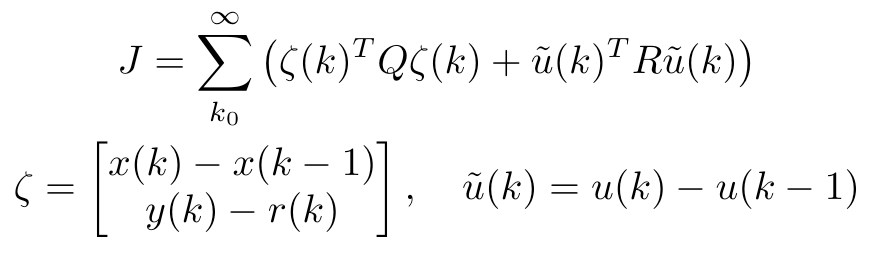 J = \sum_{k_0}^{\infty} \left( \zeta(k)^T Q \zeta(k) + \tilde{u}(k)^T R \tilde{u}(k) \right)
\zeta = \begin{bmatrix} x(k) - x(k-1) \\ y(k) - r(k) \end{bmatrix}, \quad \tilde{u}(k) = u(k) - u(k-1)